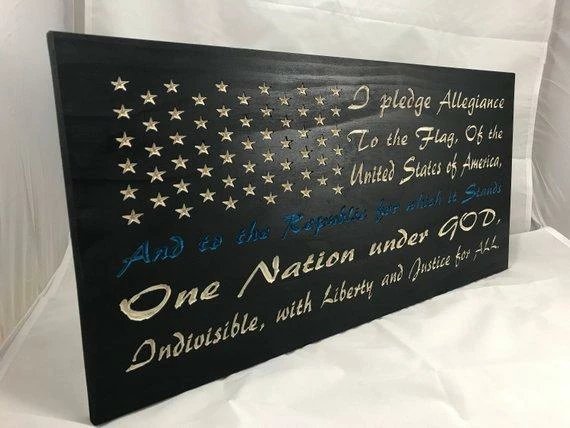 I pledge Allegiance
To the Flag, Of the
United States of America,
And to the Republic for which it Stands
One Nation under GOD,
Indivisible, with Liberty and Justice for ALL